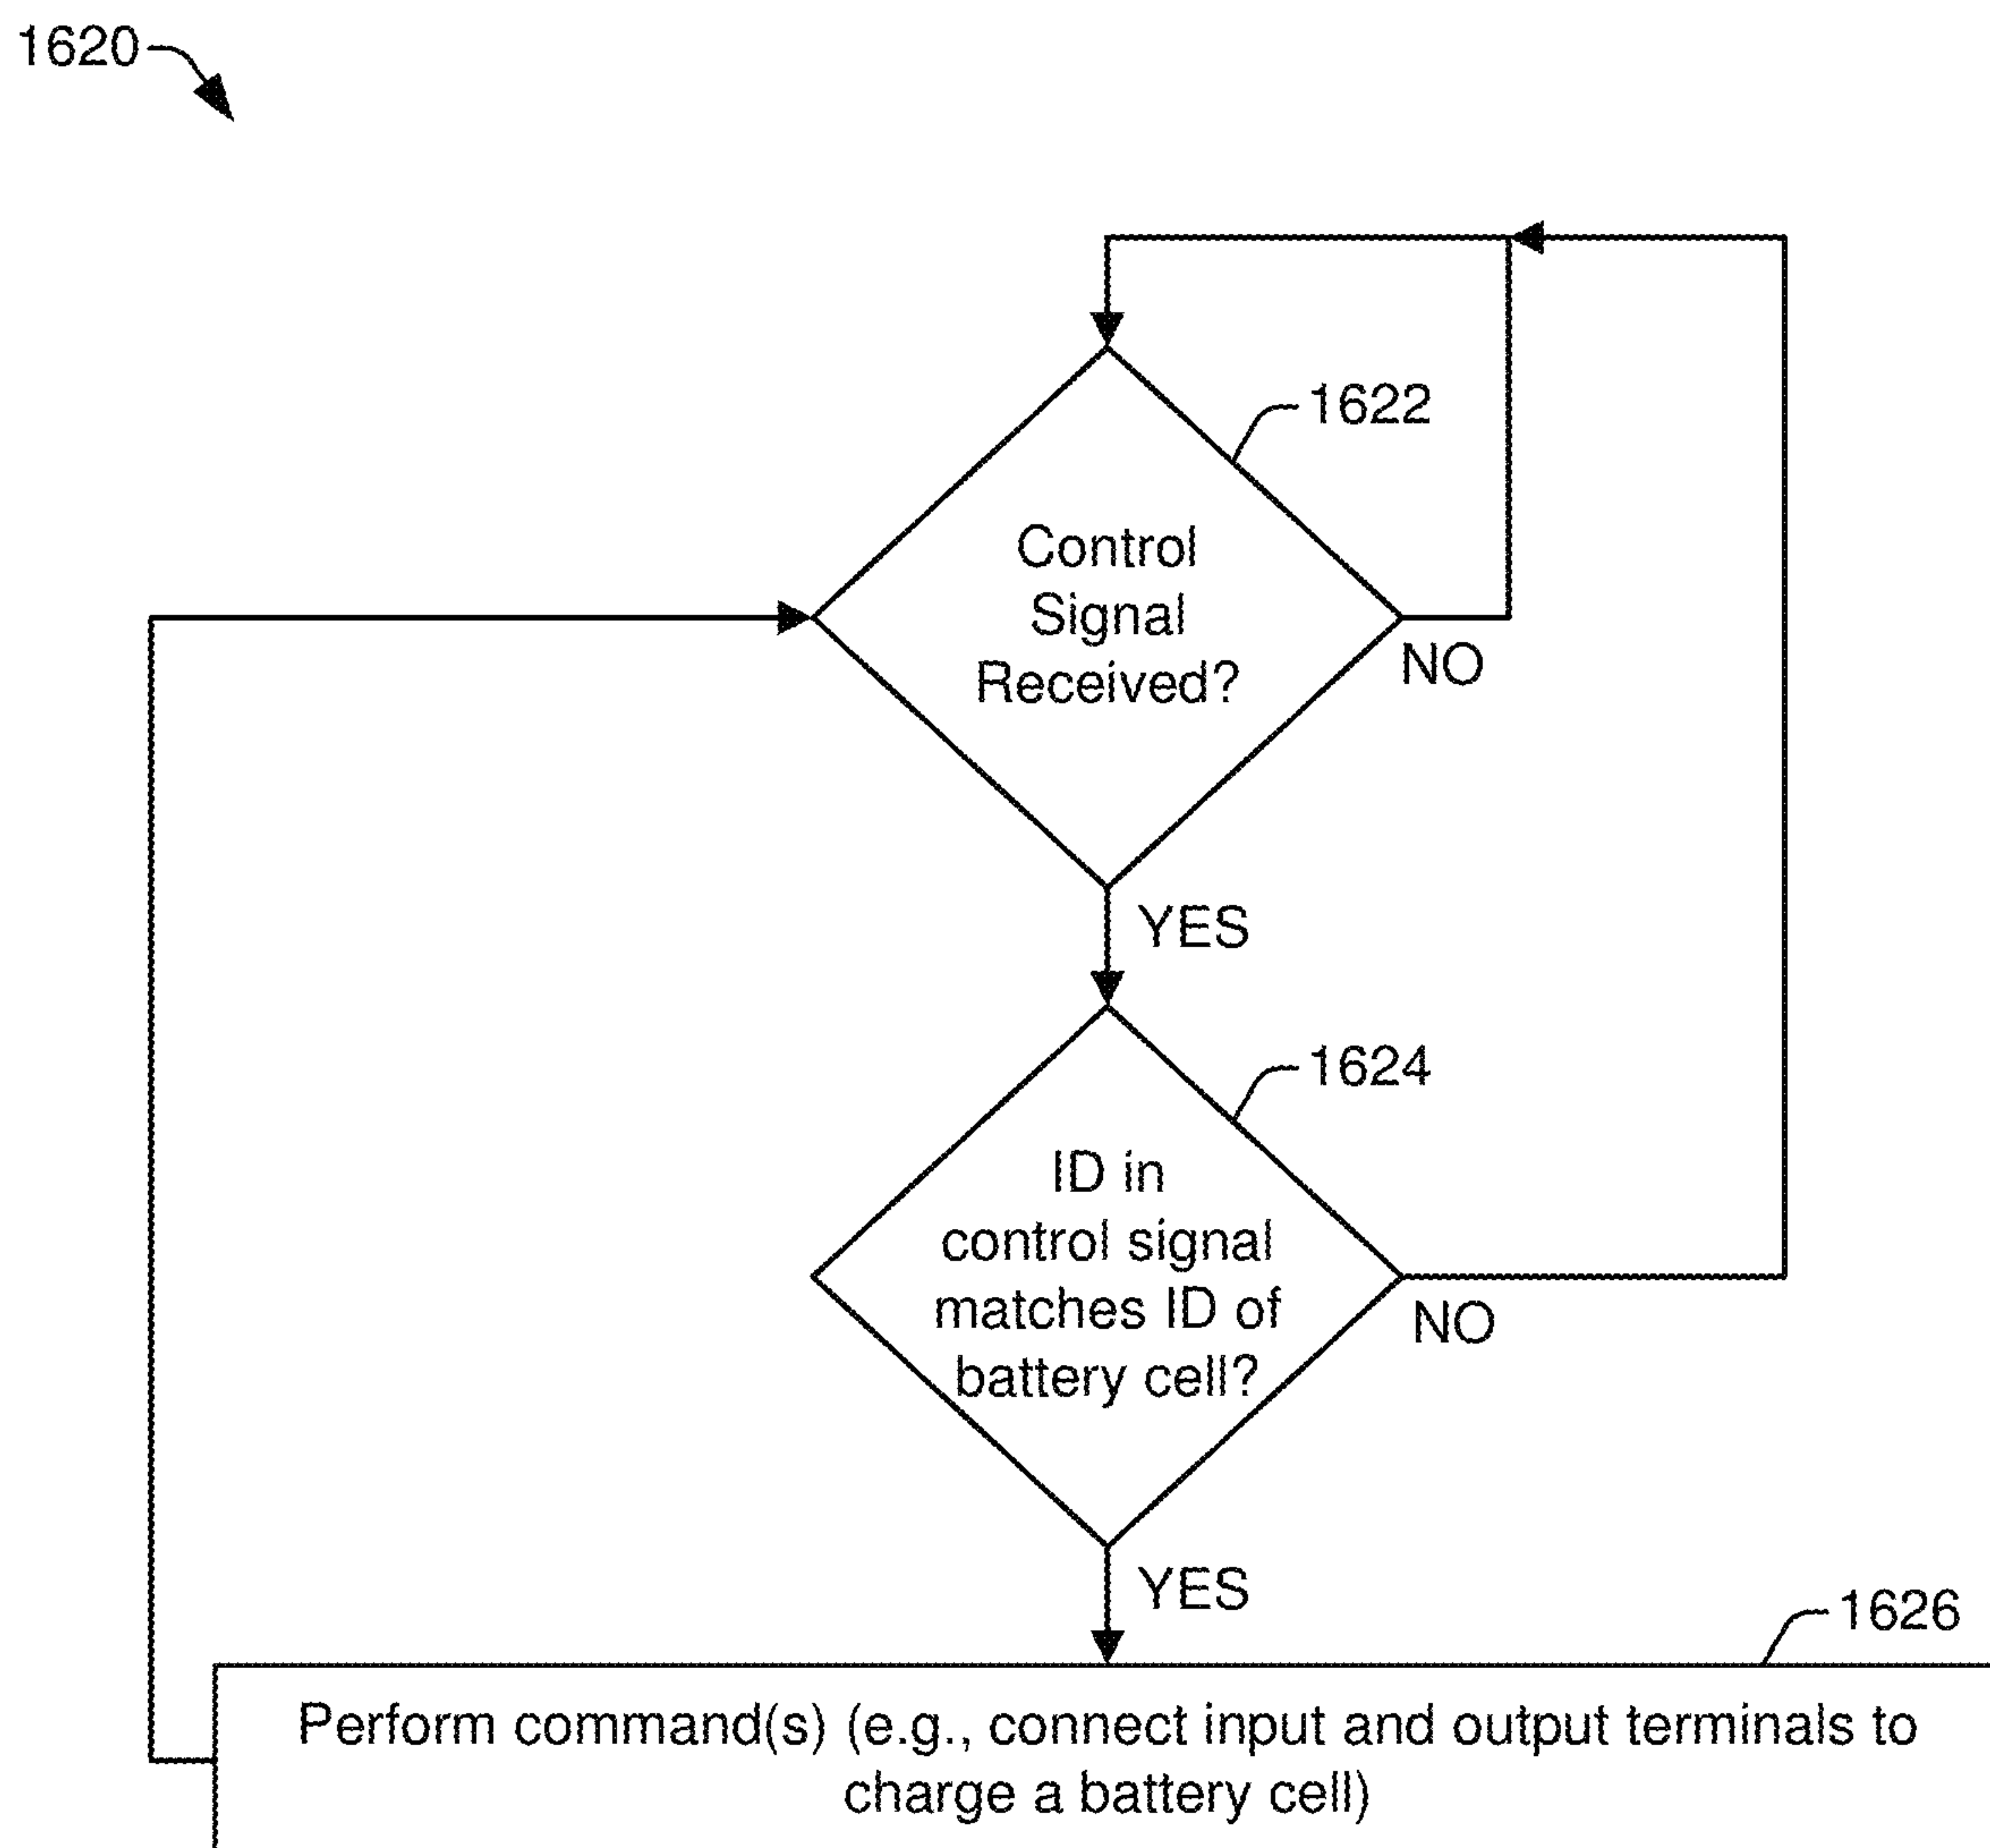 1620
1622
Control
Signal
Received?
NO
YES
1624
ID in
control signal
matches ID of
battery cell?
NO
YES
1626
Perform command(s) (e.g., connect input and output terminals to
charge a battery cell)